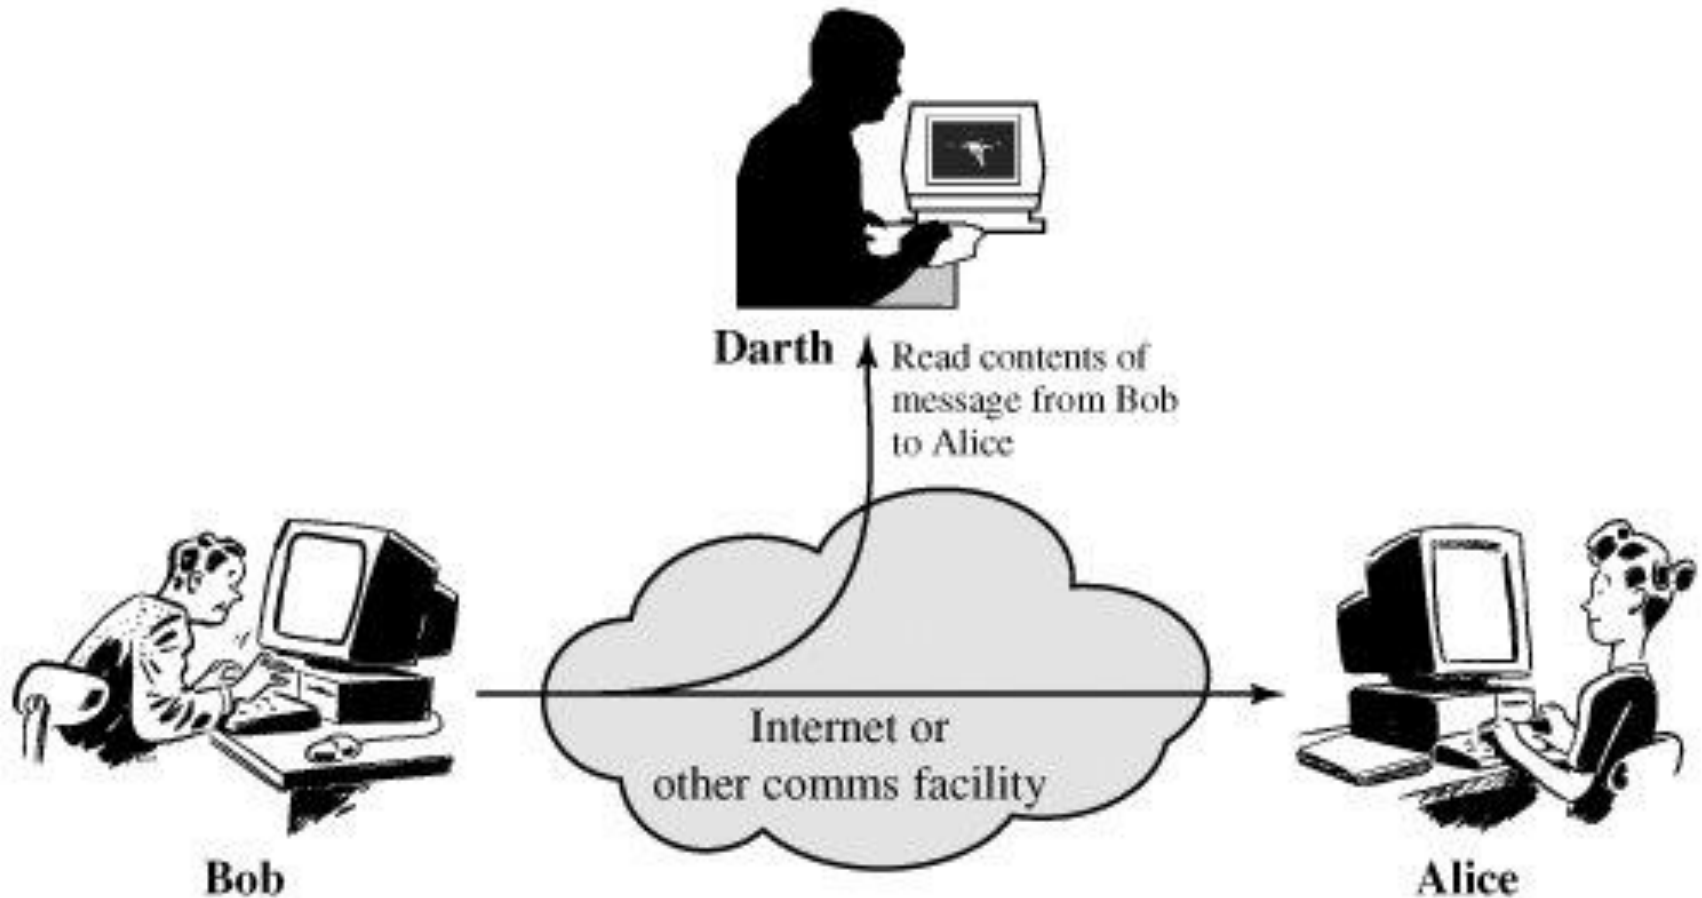 Darth
Read contents of
message from Bob
to Alice
Internet or
other comms facility
Bob
Alice